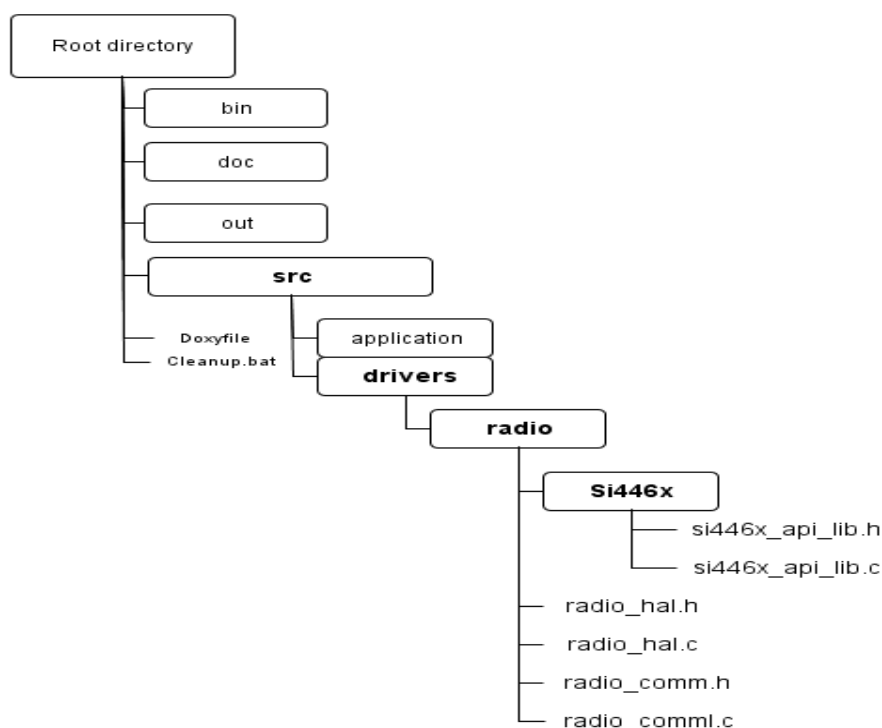 Root directory
bin
doc
out
src
Doxyfile
application
Cleanup.bat
drivers
radio
Si446x
si446x_api_lib.h
si446x_api_lib.c
radio_hal.h
radio_hal.c
radio_comm.h
radio_comml.c